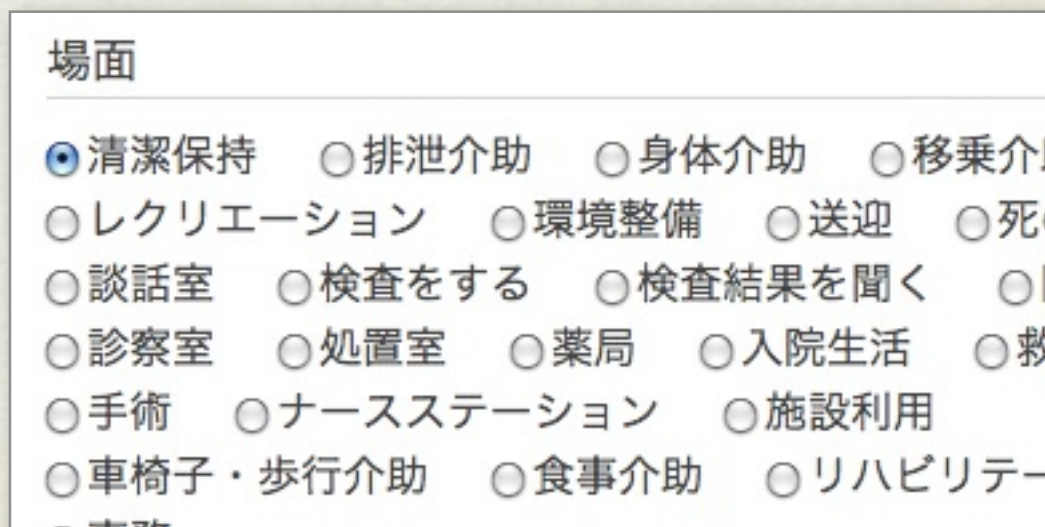 場面
清潔保持 排泄介助 身体介助 移乗介
レクリエーション 環境整備 送迎 死
談話室 検査をする 検査結果を聞く
診察室 処置室 薬局 入院生活 救
手術 ナースステーション 施設利用
車椅子・歩行介助 食事介助 リハビリテー